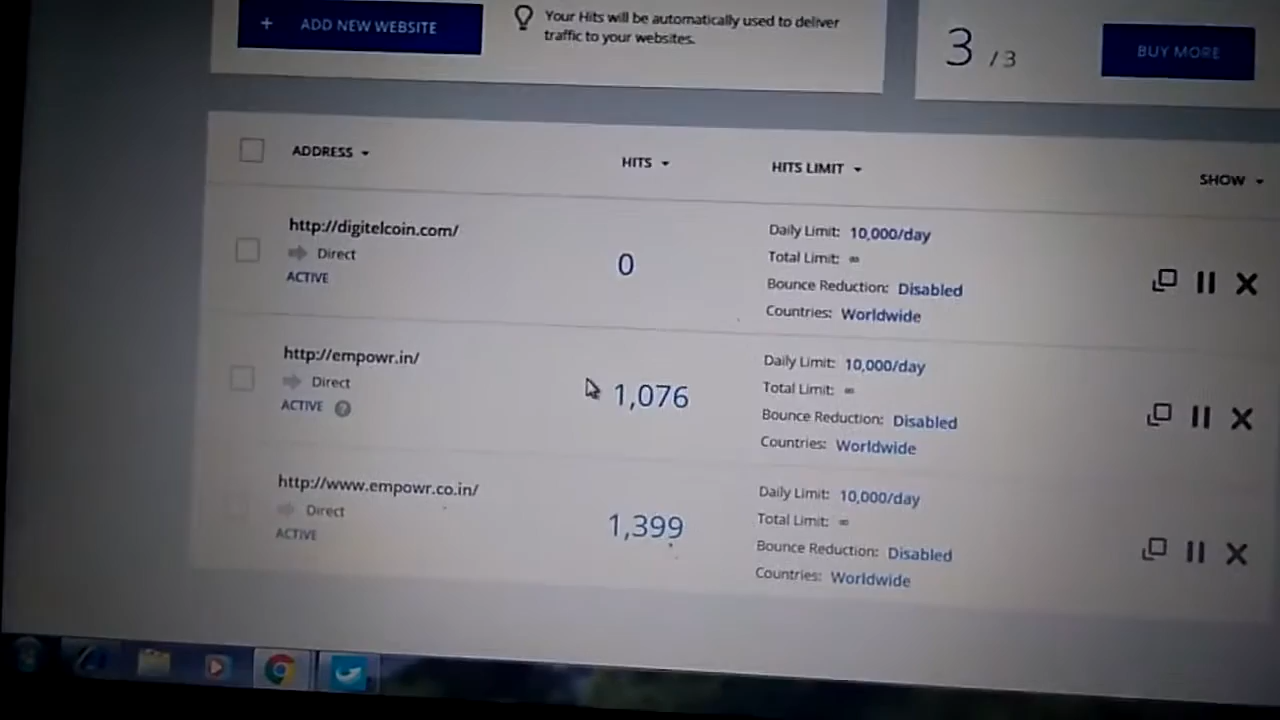 + ADD NEW WEBSITE
Your Hits will be automatically used to deliver
traffic to your websites.
3 / 3
BUY MORE
ADDRESS
HITS
HITS LIMIT
SHOW
http://digitelcoin.com/
Direct
ACTIVE
0
Daily Limit: 10,000/day
Total Limit: ∞
Bounce Reduction: Disabled
Countries: Worldwide
http://empowr.in/
Direct
ACTIVE ?
1,076
Daily Limit: 10,000/day
Total Limit: ∞
Bounce Reduction: Disabled
Countries: Worldwide
http://www.empowr.co.in/
Direct
ACTIVE
1,399
Daily Limit: 10,000/day
Total Limit: ∞
Bounce Reduction: Disabled
Countries: Worldwide